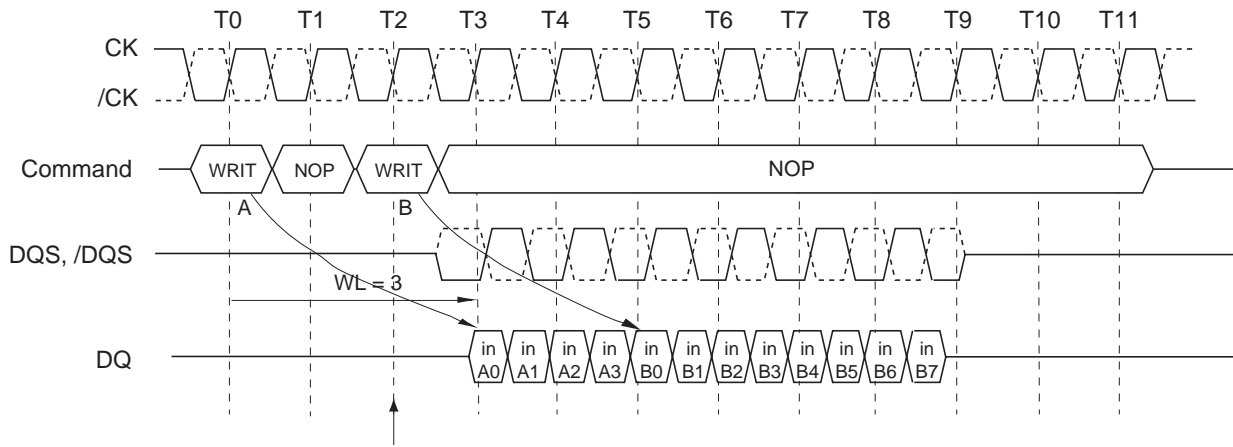 T0 T1 T2 T3 T4 T5 T6 T7 T8 T9 T10 T11
CK
/CK
Command WRIT NOP WRIT NOP
A B
DQS, /DQS
WL = 3
DQ in in in in in in in in in in in in
A0 A1 A2 A3 B0 B1 B2 B3 B4 B5 B6 B7